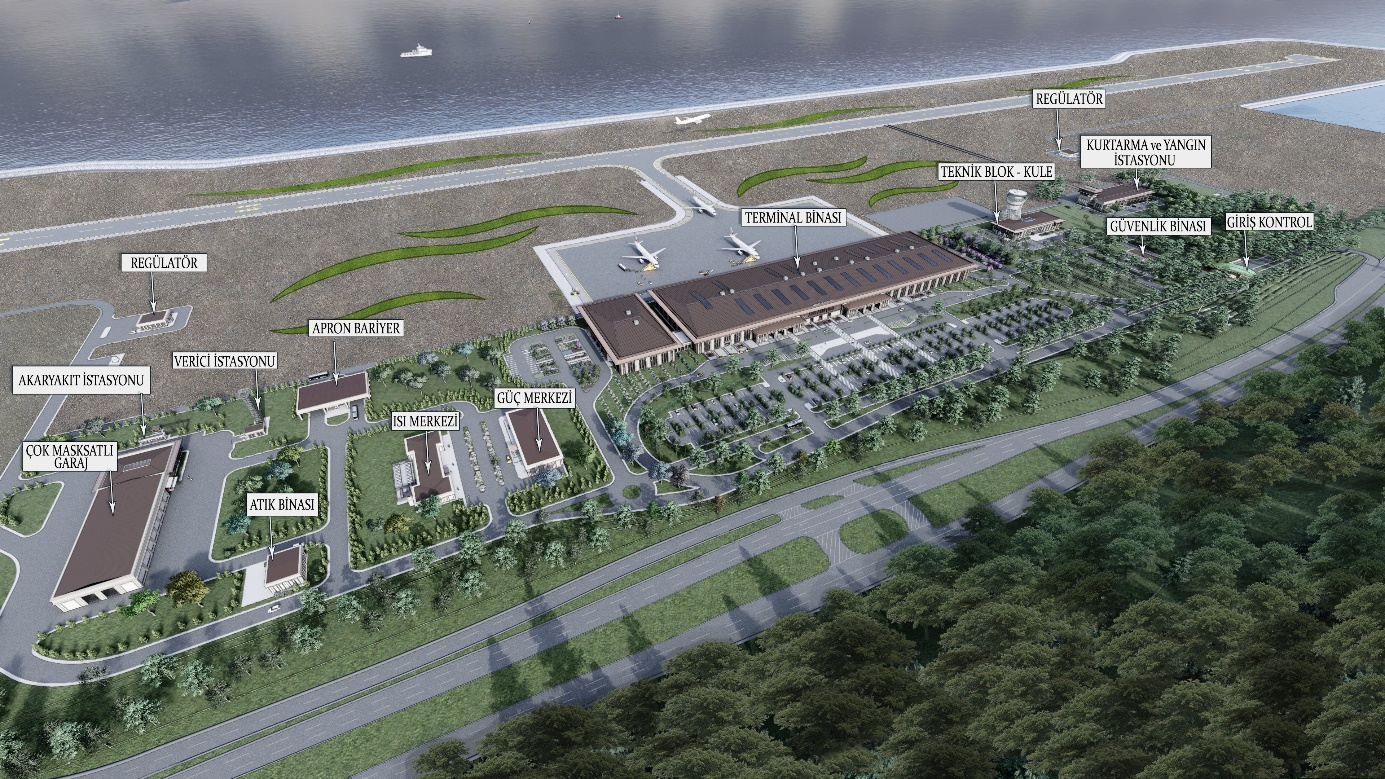 REGÜLATÖR
KURTARMA ve YANGIN
İSTASYONU
TEKNİK BLOK - KULE
TERMİNAL BİNASI
GÜVENLİK BİNASI
GİRİŞ KONTROL
REGÜLATÖR
APRON BARİYER
VERİCİ İSTASYONU
AKARYAKIT İSTASYONU
GÜÇ MERKEZİ
ISI MERKEZİ
ÇOK MASKSATLI
GARAJ
ATIK BİNASI